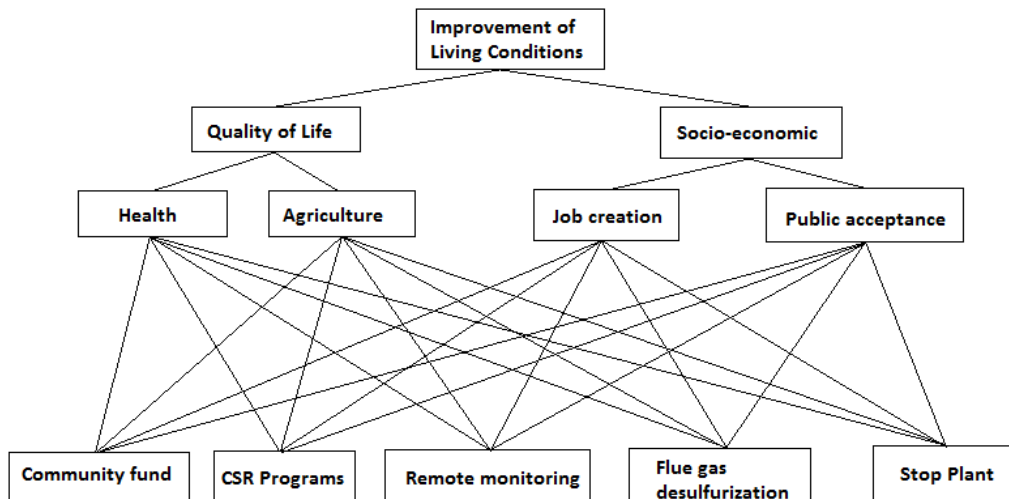 Improvement of
Living Conditions
Quality of Life
Socio-economic
Health
Agriculture
Job creation
Public acceptance
Community fund
CSR Programs
Remote monitoring
Flue gas
desulfurization
Stop Plant